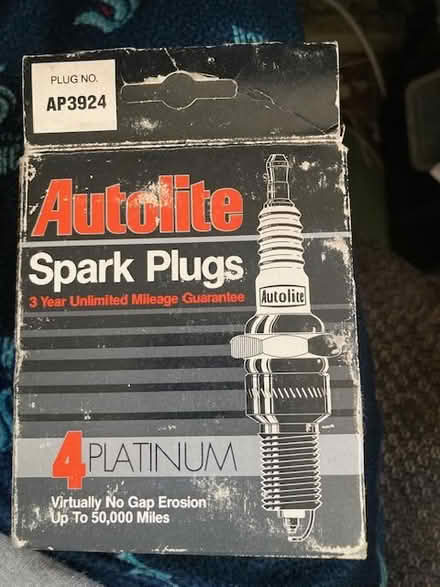 PLUG NO.
AP3924
Autolite
Spark Plugs
3 Year Unlimited Mileage Guarantee
Autolite
4 PLATINUM
Virtually No Gap Erosion
Up To 50,000 Miles